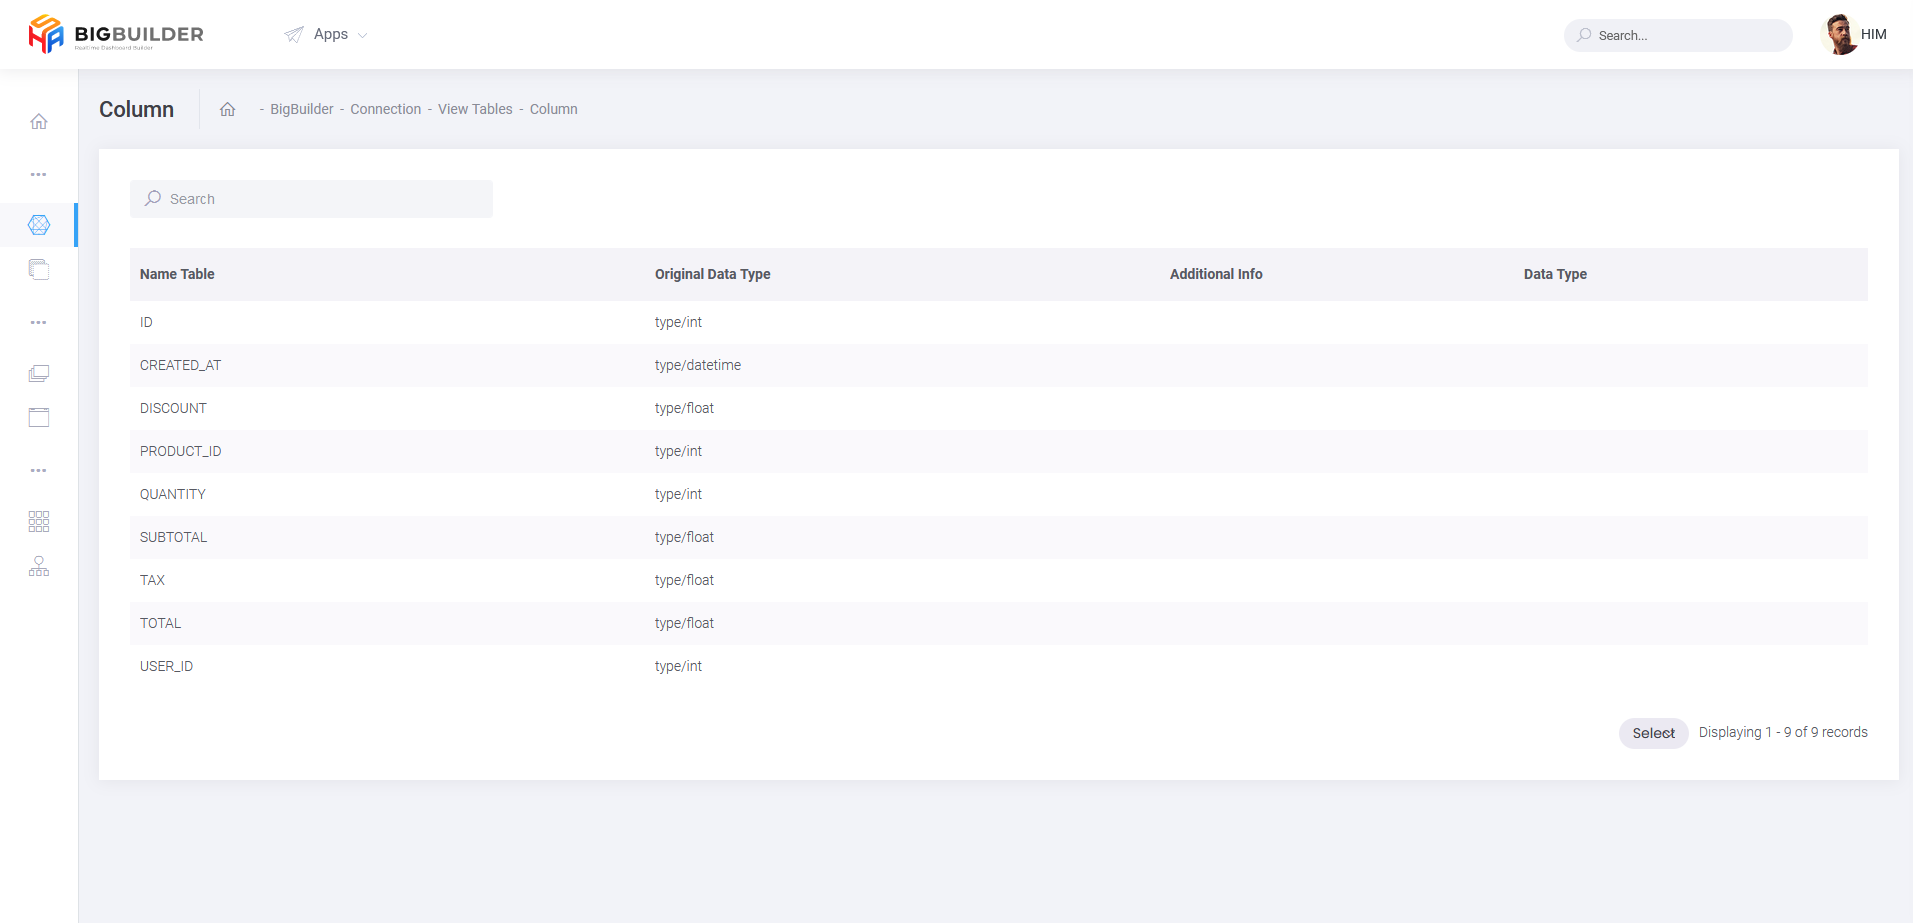 BIGBUILDER
Realtime Dashboard Builder
Apps
Search...
HIM
Column
- BigBuilder - Connection - View Tables - Column
Search
Name Table Original Data Type Additional Info Data Type
ID type/int
CREATED_AT type/datetime
DISCOUNT type/float
PRODUCT_ID type/int
QUANTITY type/int
SUBTOTAL type/float
TAX type/float
TOTAL type/float
USER_ID type/int
Select Displaying 1 - 9 of 9 records